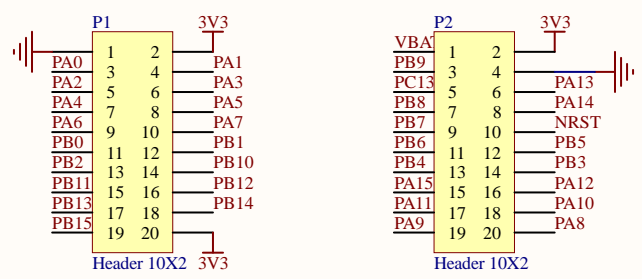 P1 3V3
1 2
PA0 3 4 PA1
PA2 5 6 PA3
PA4 7 8 PA5
PA6 9 10 PA7
PB0 11 12 PB1
PB2 13 14 PB10
PB11 15 16 PB12
PB13 17 18 PB14
PB15 19 20
Header 10X2 3V3
P2 3V3
VBAT 1 2
PB9 3 4
PC13 5 6 PA13
PB8 7 8 PA14
PB7 9 10 NRST
PB6 11 12 PB5
PB4 13 14 PB3
PA15 15 16 PA12
PA11 17 18 PA10
PA9 19 20 PA8
Header 10X2